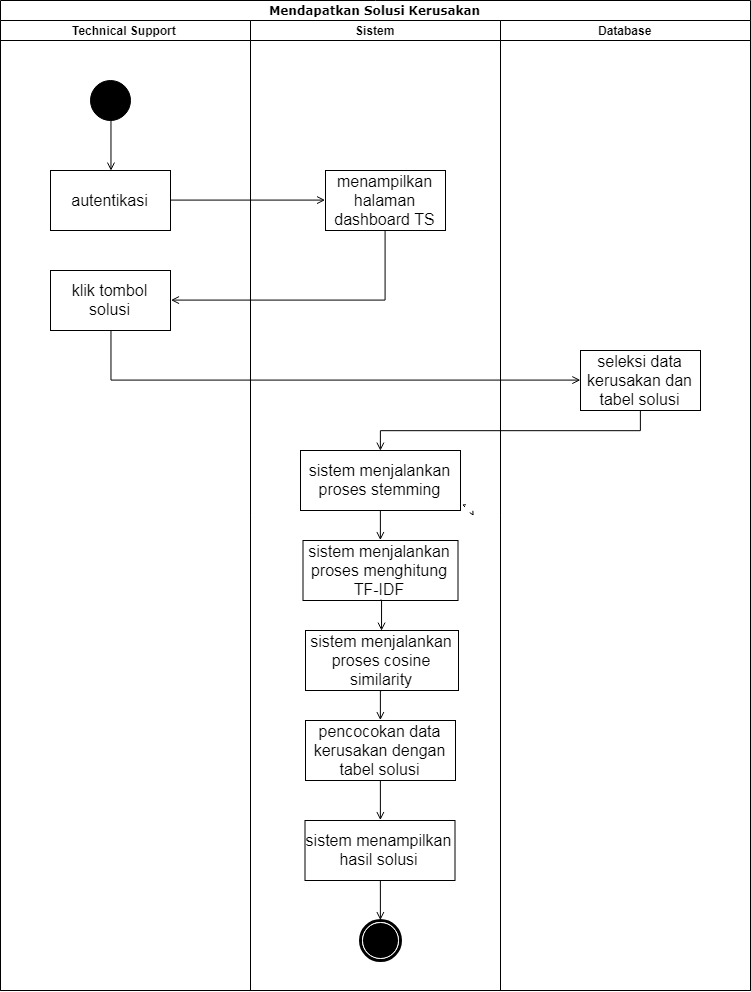 Mendapatkan Solusi Kerusakan
Technical Support
Sistem
Database
autentikasi
menampilkan
halaman
dashboard TS
klik tombol
solusi
seleksi data
kerusakan dan
tabel solusi
sistem menjalankan
proses stemming
sistem menjalankan
proses menghitung
TF-IDF
sistem menjalankan
proses cosine
similarity
pencocokan data
kerusakan dengan
tabel solusi
sistem menampilkan
hasil solusi